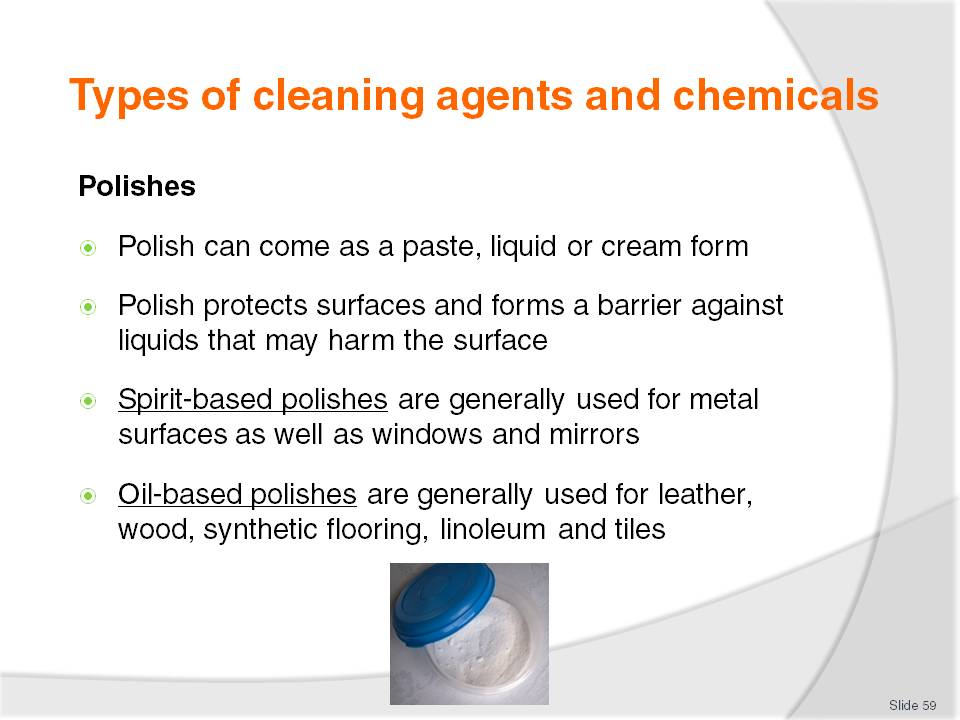 Types of cleaning agents and chemicals
Polishes
Polish can come as a paste, liquid or cream form
Polish protects surfaces and forms a barrier against
liquids that may harm the surface
Spirit-based polishes are generally used for metal
surfaces as well as windows and mirrors
Oil-based polishes are generally used for leather,
wood, synthetic flooring, linoleum and tiles
Slide 59